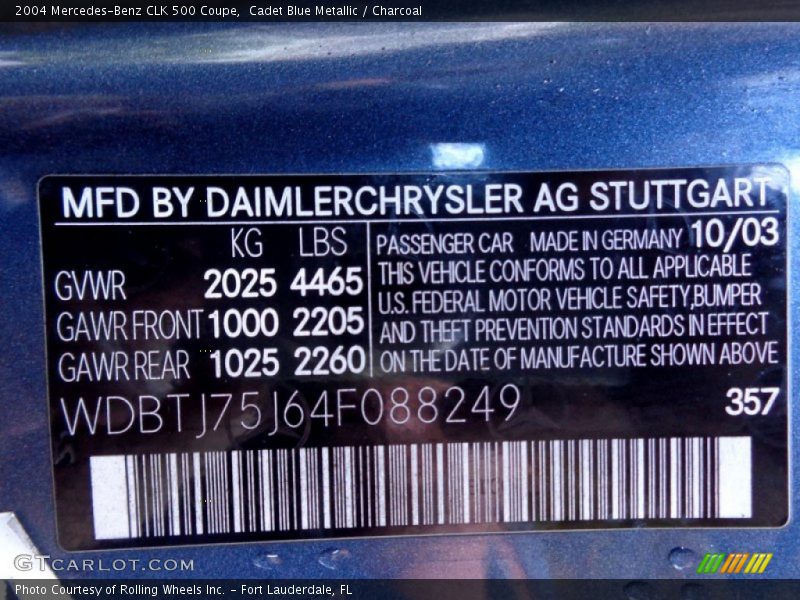 2004 Mercedes-Benz CLK 500 Coupe, Cadet Blue Metallic / Charcoal
MFD BY DAIMLERCHRYSLER AG STUTTGART
KG LBS
GVWR 2025 4465
GAWR FRONT 1000 2205
GAWR REAR 1025 2260
PASSENGER CAR MADE IN GERMANY 10/03
THIS VEHICLE CONFORMS TO ALL APPLICABLE
U.S. FEDERAL MOTOR VEHICLE SAFETY,BUMPER
AND THEFT PREVENTION STANDARDS IN EFFECT
ON THE DATE OF MANUFACTURE SHOWN ABOVE
WDBTJ75J64F088249 357
GTCARLOT.COM
Photo Courtesy of Rolling Wheels Inc. - Fort Lauderdale, FL